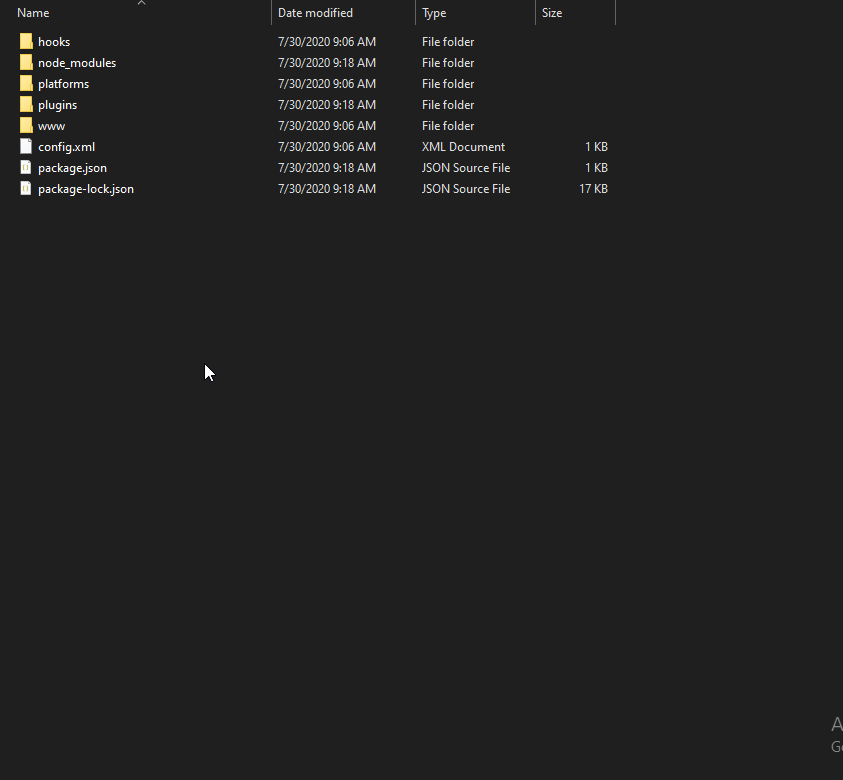 Name Date modified Type Size
hooks 7/30/2020 9:06 AM File folder
node_modules 7/30/2020 9:18 AM File folder
platforms 7/30/2020 9:06 AM File folder
plugins 7/30/2020 9:18 AM File folder
www 7/30/2020 9:06 AM File folder
config.xml 7/30/2020 9:06 AM XML Document 1 KB
package.json 7/30/2020 9:18 AM JSON Source File 1 KB
package-lock.json 7/30/2020 9:18 AM JSON Source File 17 KB
A